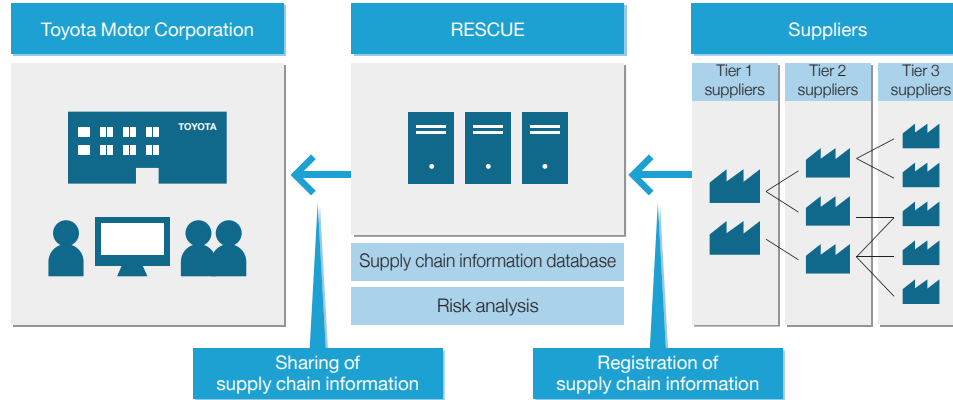 Toyota Motor Corporation
RESCUE
Suppliers
Tier 1
suppliers
Tier 2
suppliers
Tier 3
suppliers
TOYOTA
Supply chain information database
Risk analysis
Sharing of
supply chain information
Registration of
supply chain information